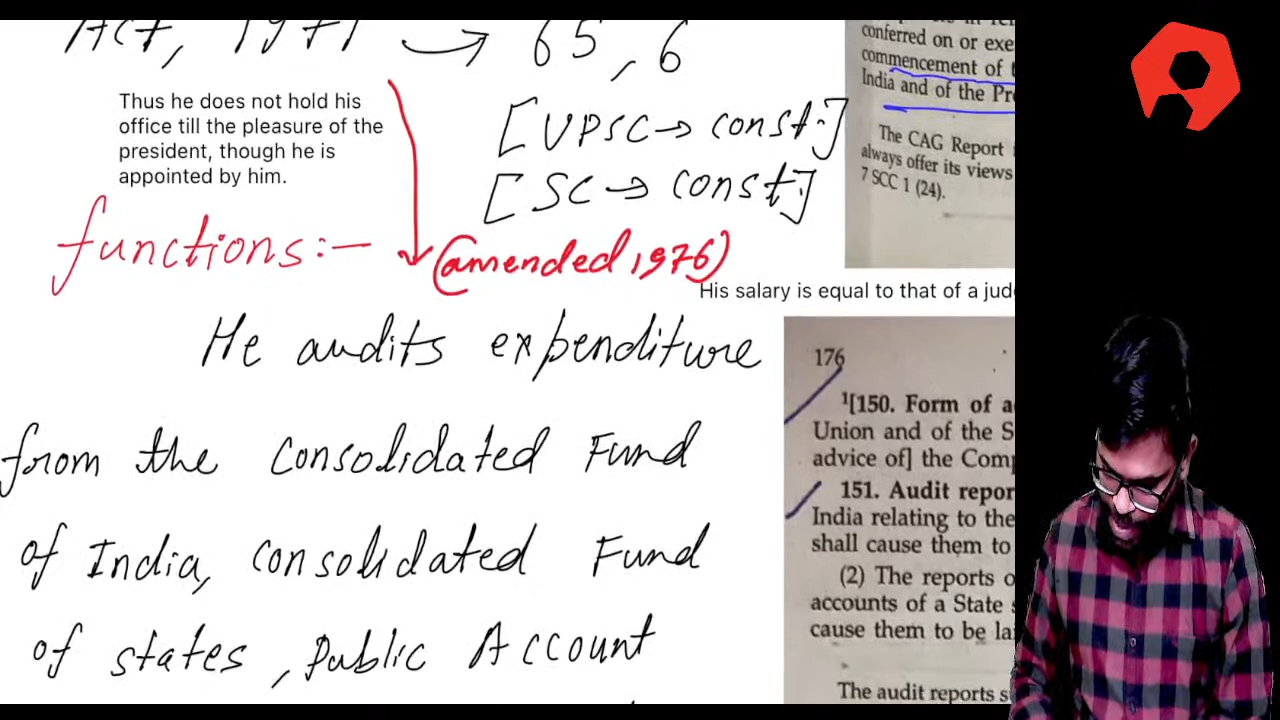 Act, 1971 → 65, 6
Thus he does not hold his
office till the pleasure of the
president, though he is
appointed by him.
[UPSC → const.]
[SC → const.]
functions:- (amended, 1976)
He audits expenditure
from the Consolidated Fund
of India, Consolidated Fund
of states, Public Account
conferred on or exe
commencement of t
India and of the Pr
The CAG Report
always offer its views
7 SCC 1 (24).
His salary is equal to that of a jud
176
¹[150. Form of a
Union and of the S
advice of] the Comp
151. Audit repor
India relating to the
shall cause them to
(2) The reports o
accounts of a State s
cause them to be la
The audit reports s